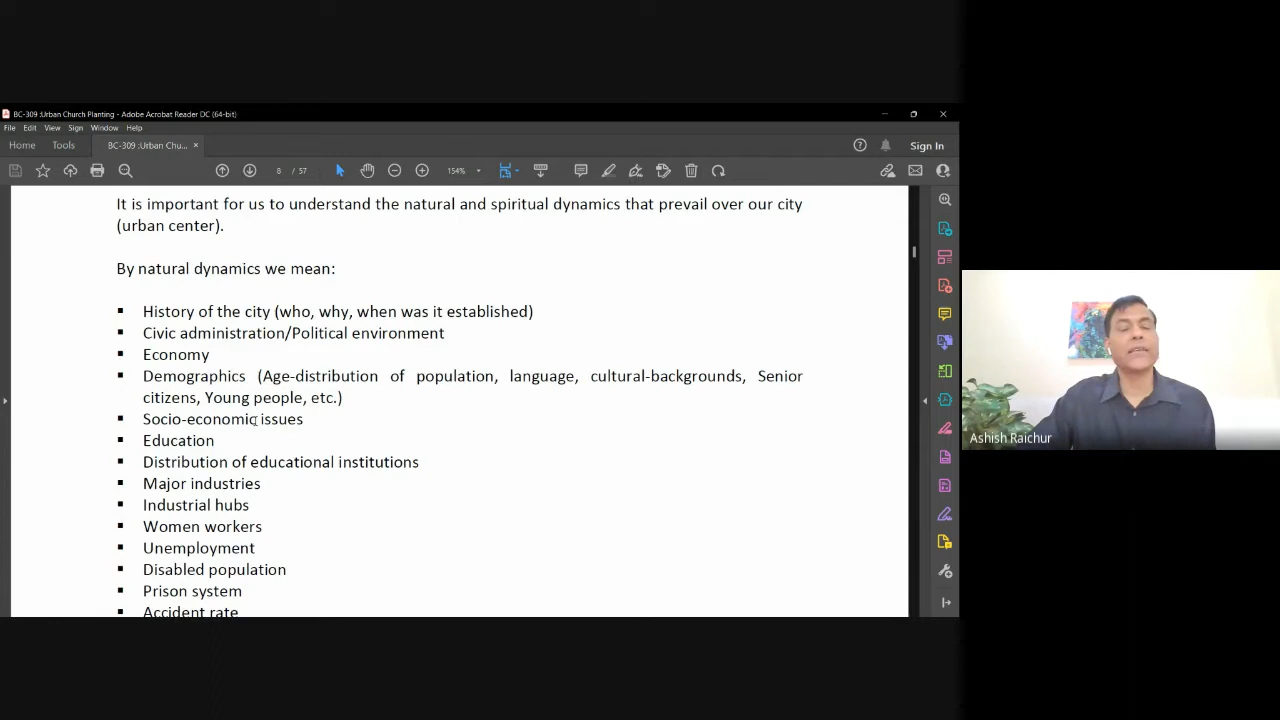 BC-309 :Urban Church Planting - Adobe Acrobat Reader DC (64-bit)
File Edit View Sign Window Help
Home Tools BC-309 :Urban Chu... × Sign In
8 / 57 154%
It is important for us to understand the natural and spiritual dynamics that prevail over our city
(urban center).
By natural dynamics we mean:
▪ History of the city (who, why, when was it established)
▪ Civic administration/Political environment
▪ Economy
▪ Demographics (Age-distribution of population, language, cultural-backgrounds, Senior
citizens, Young people, etc.)
▪ Socio-economic issues
▪ Education
▪ Distribution of educational institutions
▪ Major industries
▪ Industrial hubs
▪ Women workers
▪ Unemployment
▪ Disabled population
▪ Prison system
▪ Accident rate
Ashish Raichur